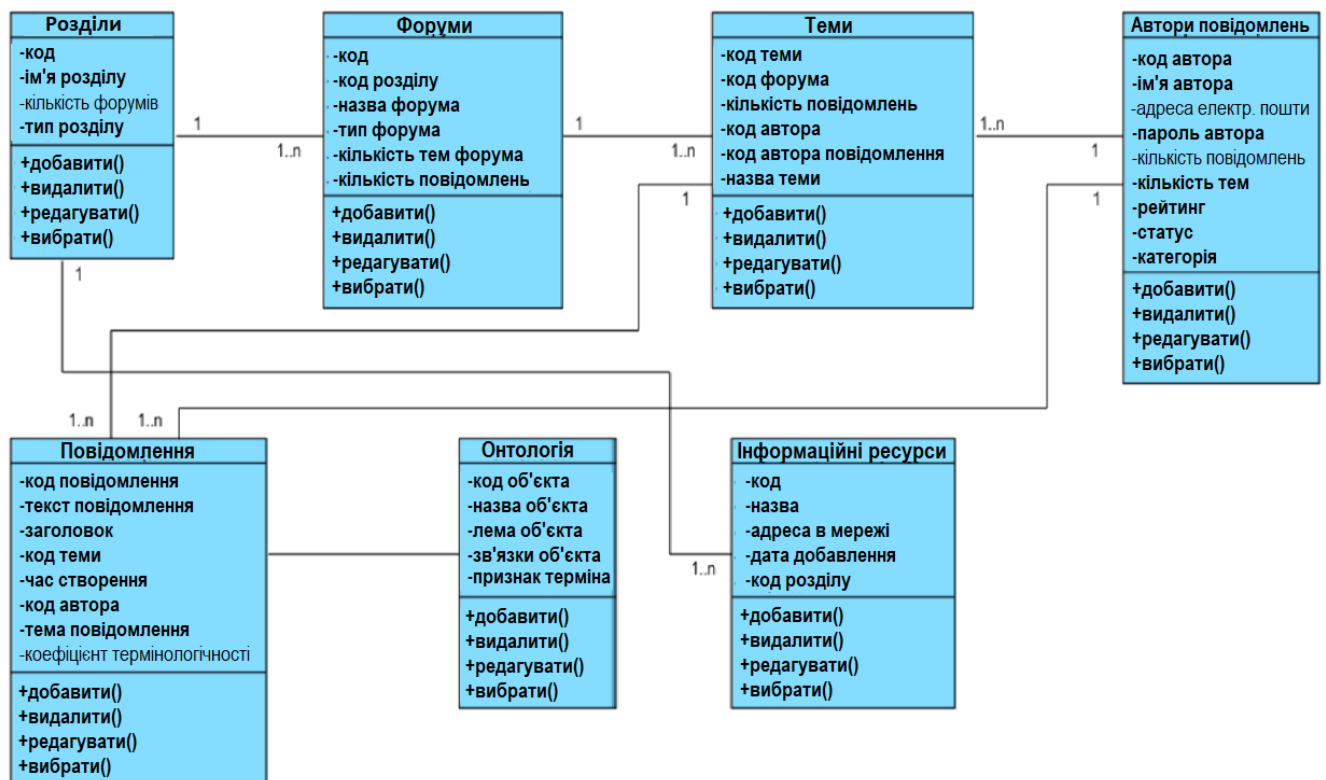 Розділи
-код
-ім'я розділу
-кількість форумів
-тип розділу
+добавити()
+видалити()
+редагувати()
+вибрати()
1
1..n
Форуми
-код
-код розділу
-назва форума
-тип форума
-кількість тем форума
-кількість повідомлень
+добавити()
+видалити()
+редагувати()
+вибрати()
1
1..n
Теми
-код теми
-код форума
-кількість повідомлень
-код автора
-код автора повідомлення
-назва теми
+добавити()
+видалити()
+редагувати()
+вибрати()
1..n
1
Автори повідомлень
-код автора
-ім'я автора
-адреса електр. пошти
-пароль автора
-кількість повідомлень
-кількість тем
-рейтинг
-статус
-категорія
+добавити()
+видалити()
+редагувати()
+вибрати()
1
1
1
1..n
1..n
Повідомлення
-код повідомлення
-текст повідомлення
-заголовок
-код теми
-час створення
-код автора
-тема повідомлення
-коефіцієнт термінологічності
+добавити()
+видалити()
+редагувати()
+вибрати()
Онтологія
-код об'єкта
-назва об'єкта
-лема об'єкта
-зв'язки об'єкта
-признак терміна
+добавити()
+видалити()
+редагувати()
+вибрати()
1..n
Інформаційні ресурси
-код
-назва
-адреса в мережі
-дата добавлення
-код розділу
+добавити()
+видалити()
+редагувати()
+вибрати()